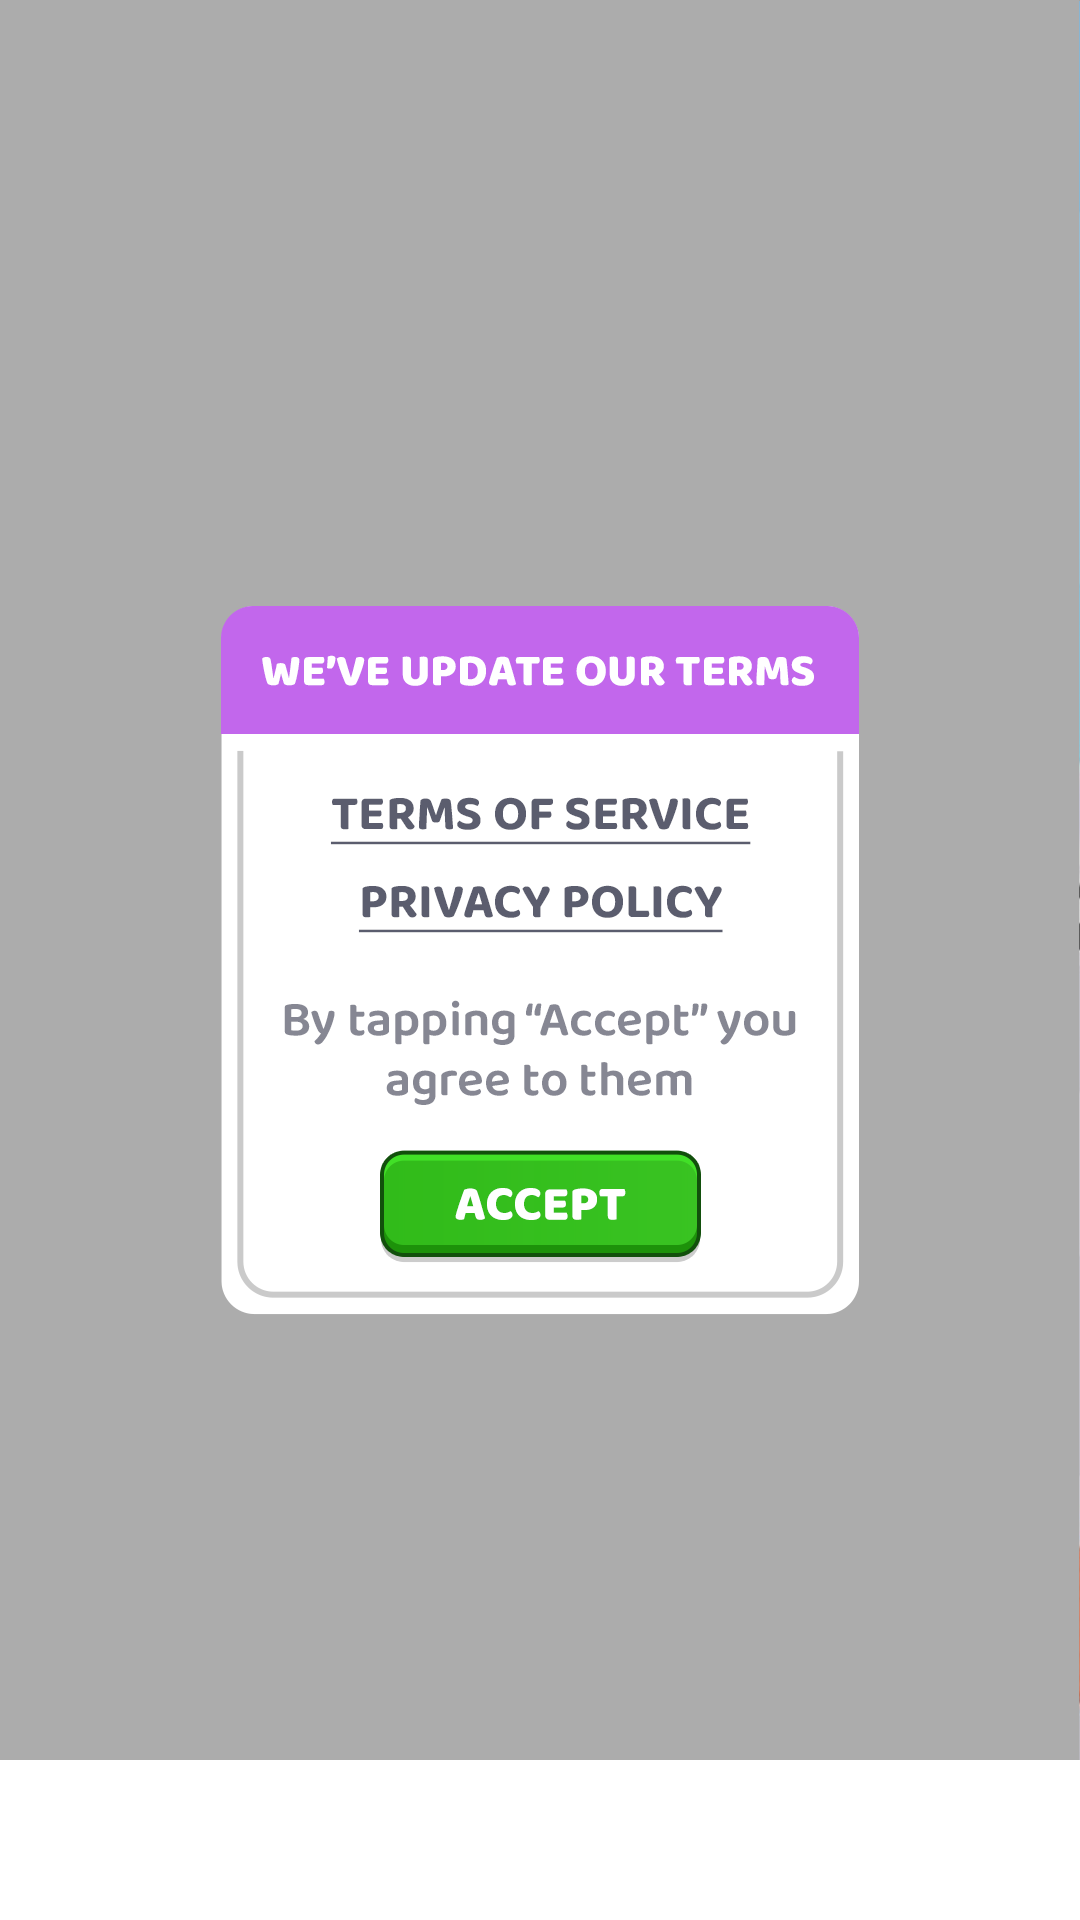 WE’VE UPDATE OUR TERMS
TERMS OF SERVICE
PRIVACY POLICY
By tapping “Accept” you
agree to them
ACCEPT